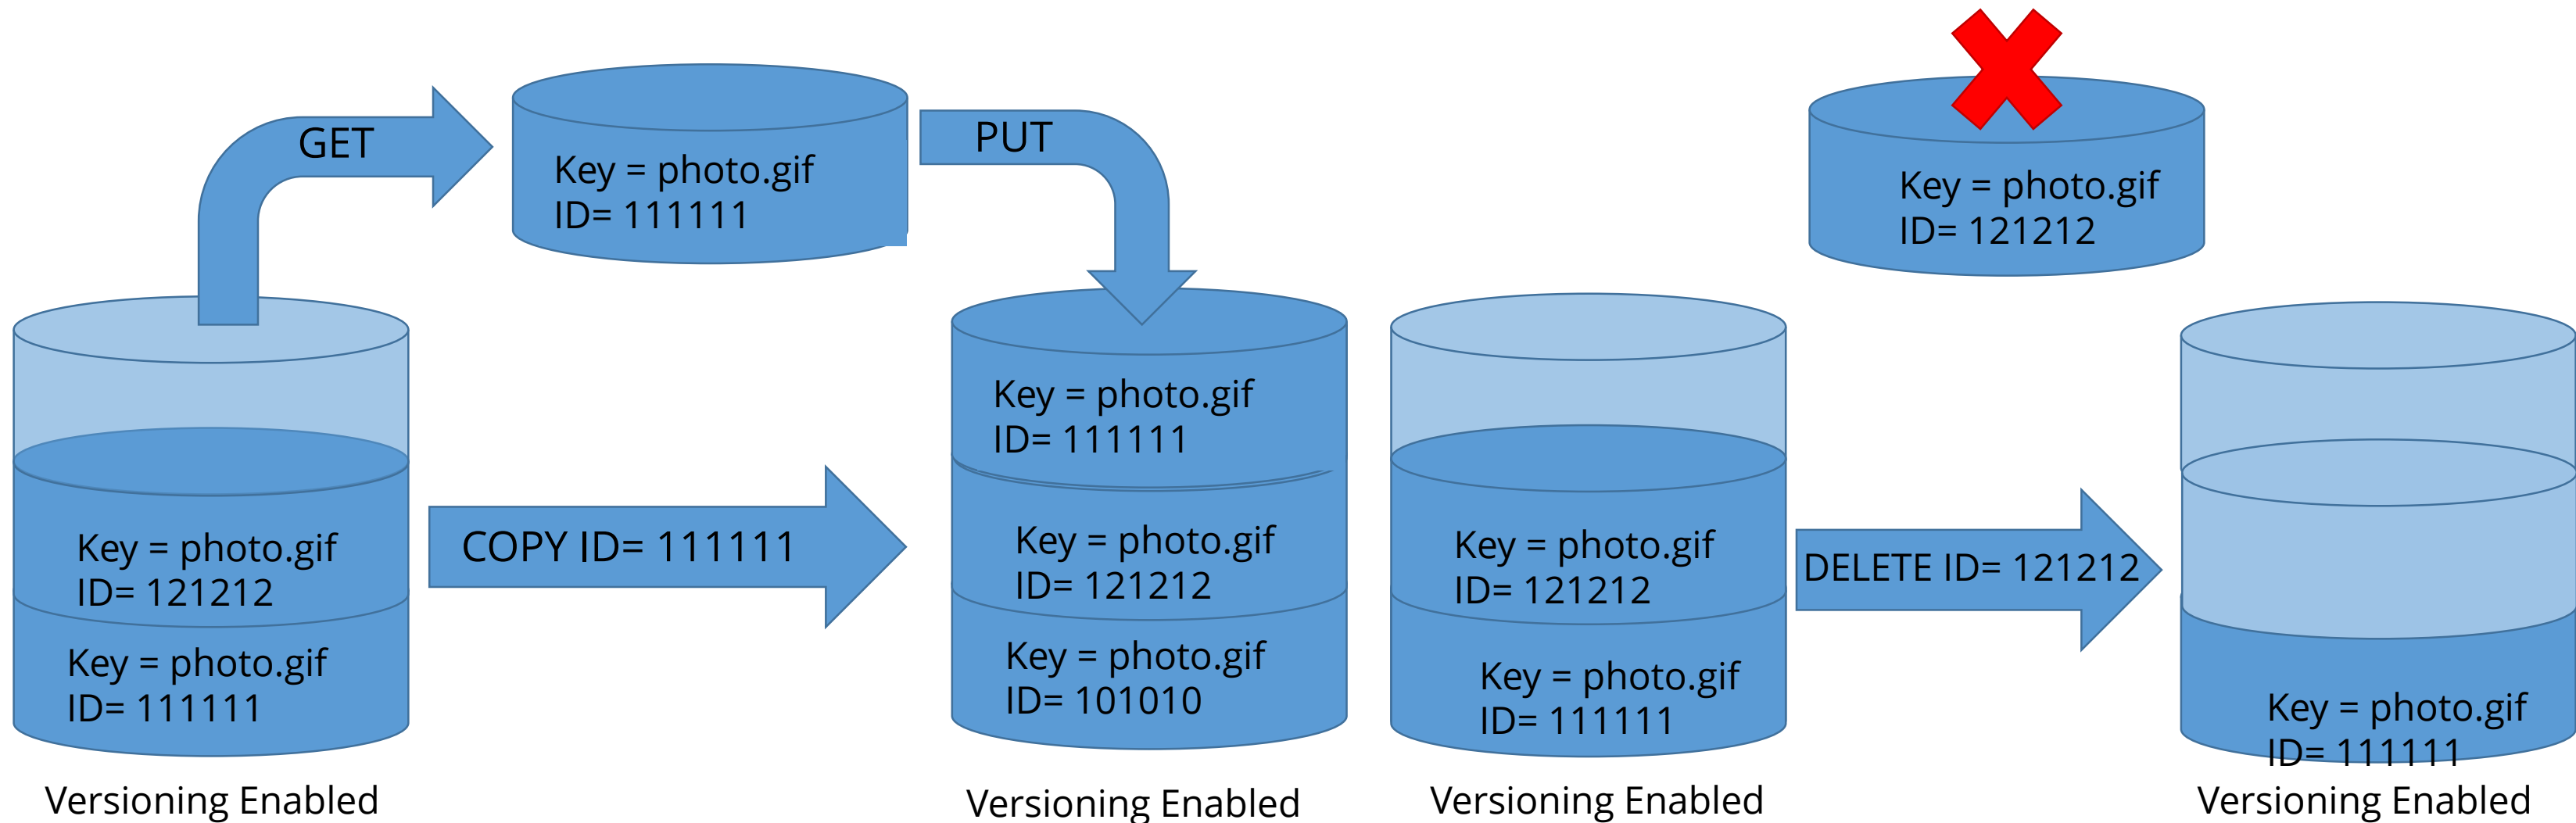 GET
Key = photo.gif
ID= 111111
PUT
Key = photo.gif
ID= 121212
Key = photo.gif
ID= 121212
Key = photo.gif
ID= 111111
Versioning Enabled
COPY ID= 111111
Key = photo.gif
ID= 111111
Key = photo.gif
ID= 121212
Key = photo.gif
ID= 101010
Versioning Enabled
Key = photo.gif
ID= 121212
Key = photo.gif
ID= 111111
Versioning Enabled
DELETE ID= 121212
Key = photo.gif
ID= 111111
Versioning Enabled